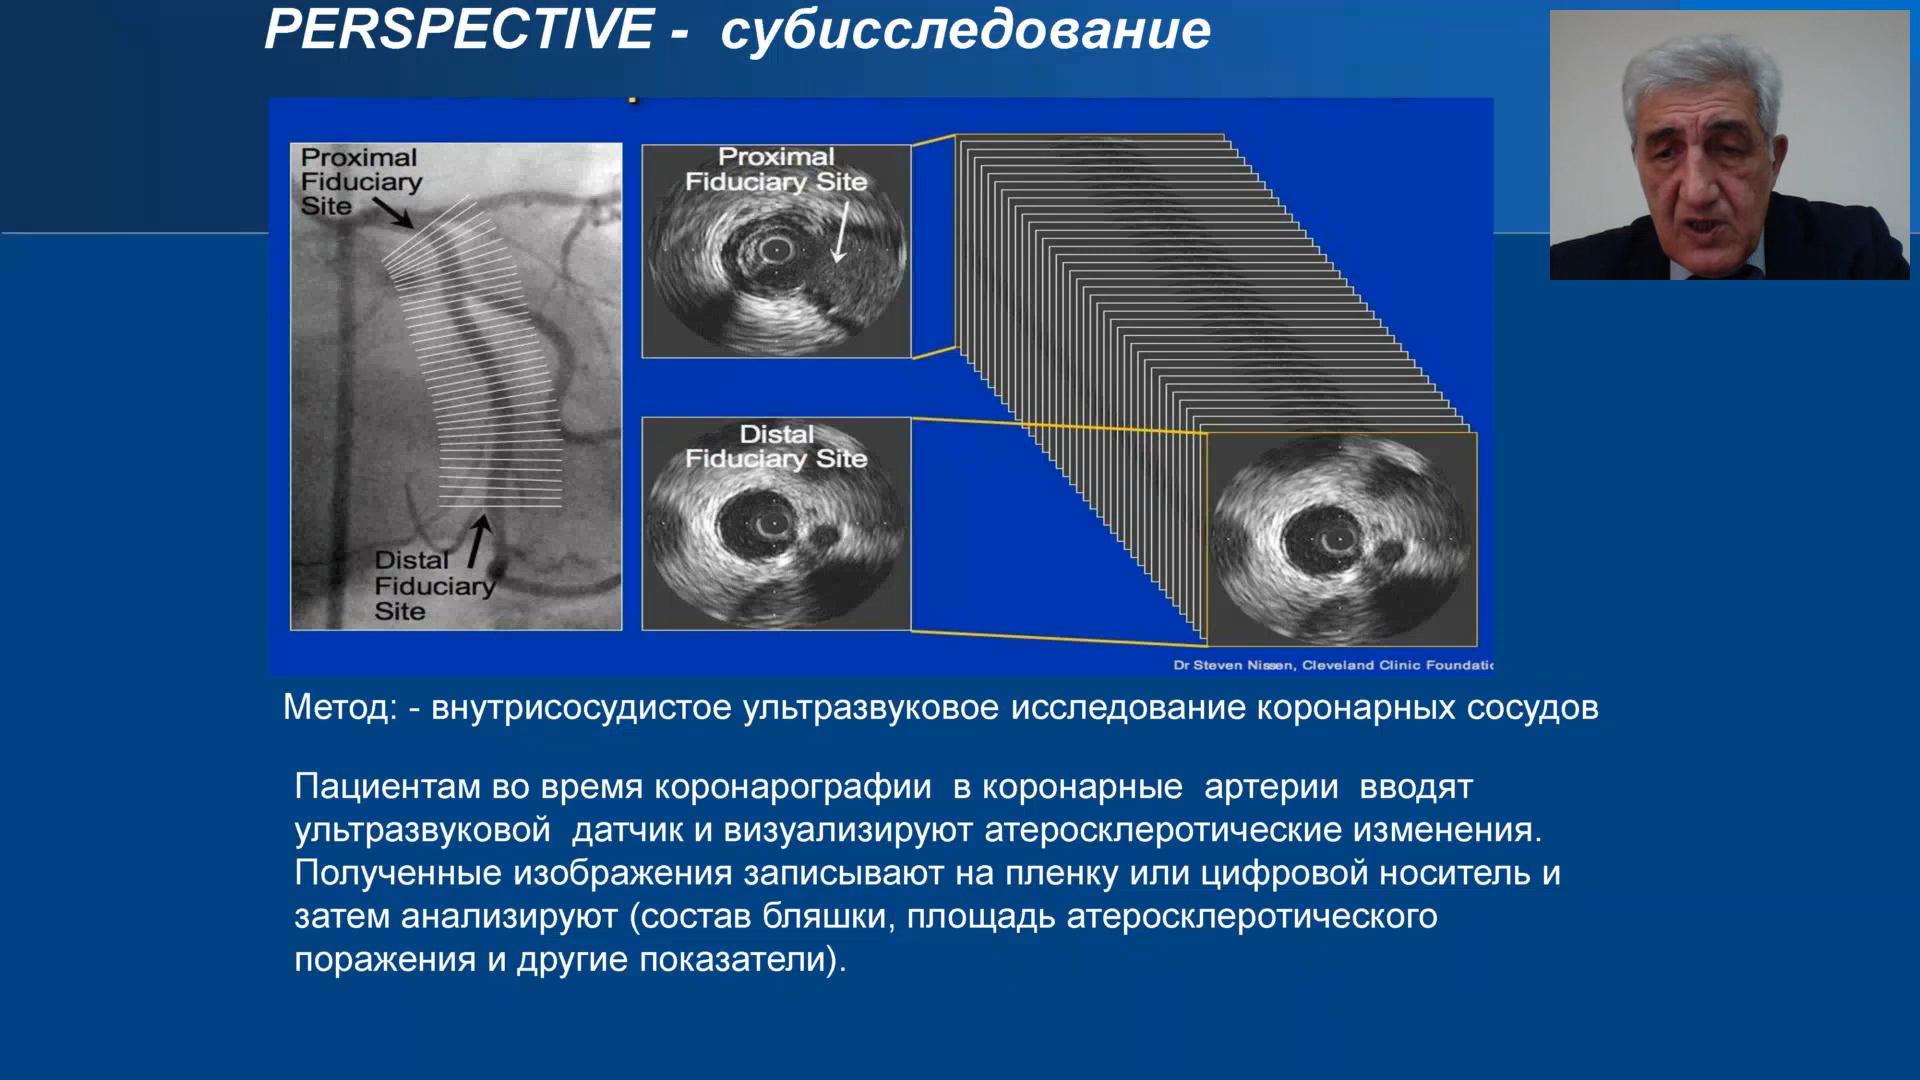 PERSPECTIVE - субисследование
Proximal
Fiduciary
Site
Distal
Fiduciary
Site
Proximal
Fiduciary Site
Distal
Fiduciary Site
Dr Steven Nissen, Cleveland Clinic Foundatic
Метод: - внутрисосудистое ультразвуковое исследование коронарных сосудов
Пациентам во время коронарографии в коронарные артерии вводят
ультразвуковой датчик и визуализируют атеросклеротические изменения.
Полученные изображения записывают на пленку или цифровой носитель и
затем анализируют (состав бляшки, площадь атеросклеротического
поражения и другие показатели).